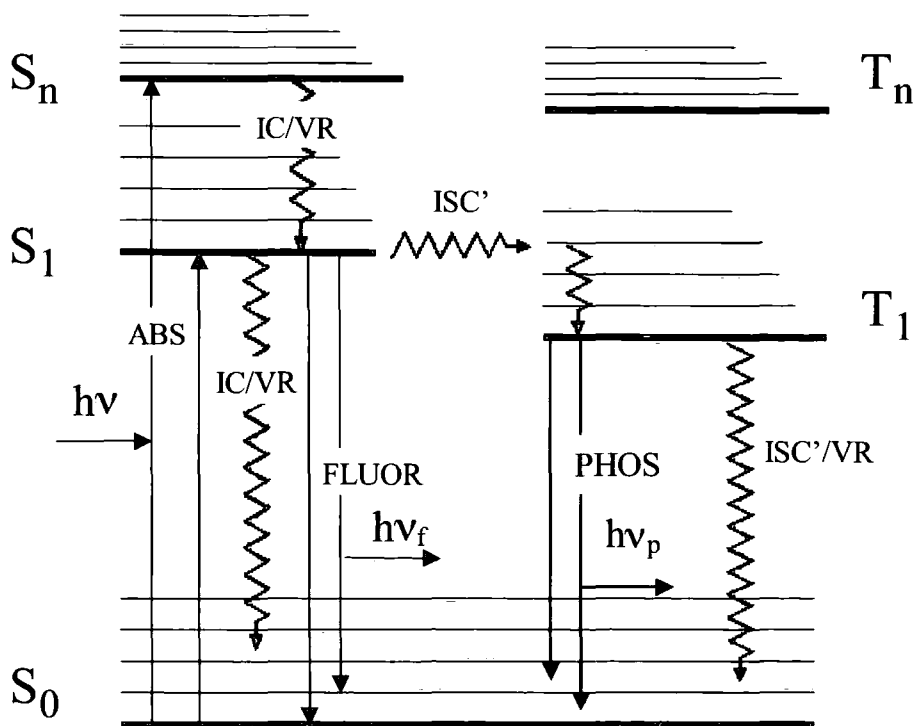 Sn
Tn
IC/VR
ISC’
S1
T1
ABS
IC/VR
hν
FLUOR
PHOS
ISC’/VR
hνf
hνp
S0